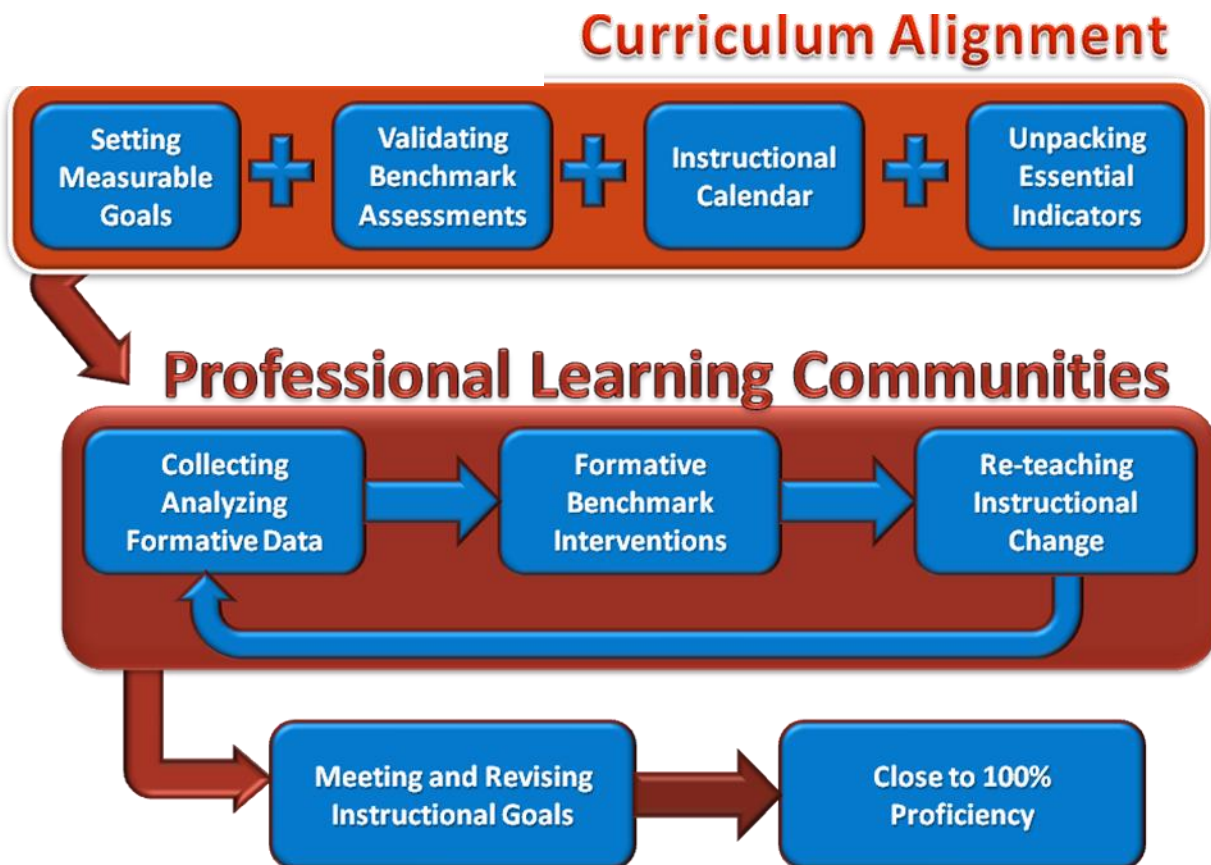 Curriculum Alignment
Setting
Measurable
Goals
Validating
Benchmark
Assessments
Instructional
Calendar
Unpacking
Essential
Indicators
Professional Learning Communities
Collecting
Analyzing
Formative Data
Formative
Benchmark
Interventions
Re-teaching
Instructional
Change
Meeting and Revising
Instructional Goals
Close to 100%
Proficiency